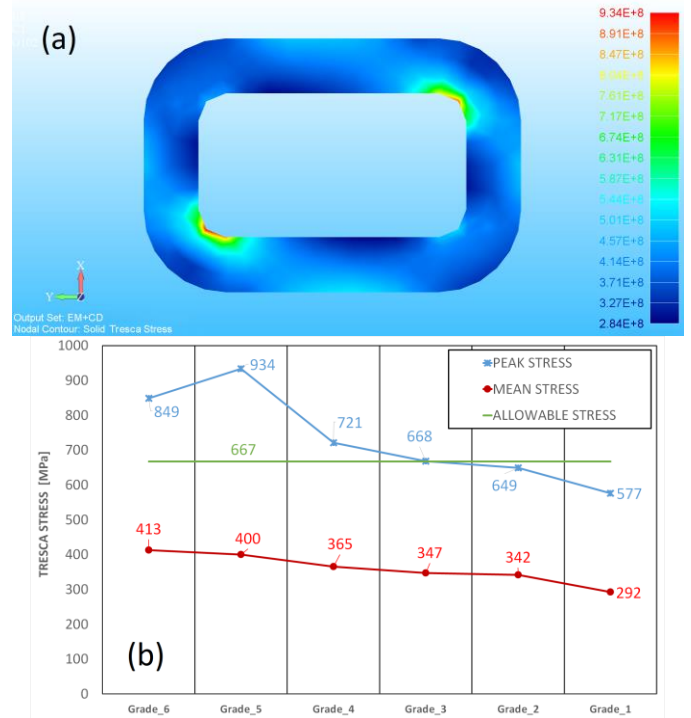 (a)
9.34E+8
8.91E+8
8.47E+8
8.04E+8
7.61E+8
7.17E+8
6.74E+8
6.31E+8
5.87E+8
5.44E+8
5.01E+8
4.57E+8
4.14E+8
3.71E+8
3.27E+8
2.84E+8
X
Y
Output Set: EM+CD
Nodal Contour: Solid Tresca Stress
1000
900
800
700
600
500
400
300
200
100
0
TRESCA STRESS [MPa]
PEAK STRESS
MEAN STRESS
ALLOWABLE STRESS
849
934
721
668
649
577
667
413
400
365
347
342
292
(b)
Grade_6
Grade_5
Grade_4
Grade_3
Grade_2
Grade_1